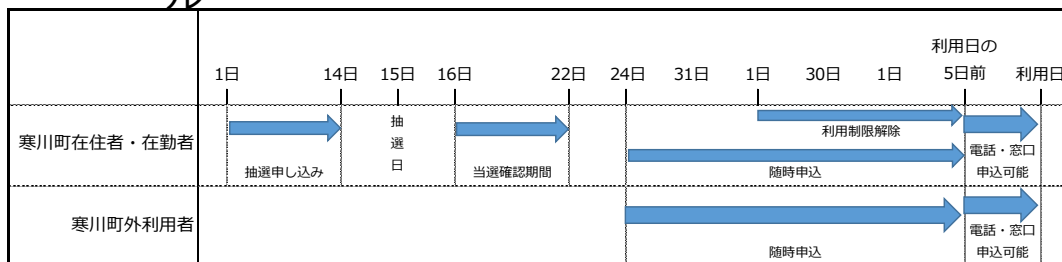 ル
利用日の
1日 14日 15日 16日 22日 24日 31日 1日 30日 1日 5日前 利用日
寒川町在住者・在勤者
抽選申し込み
抽
選
日
当選確認期間
利用制限解除
随時申込
電話・窓口
申込可能
寒川町外利用者
随時申込
電話・窓口
申込可能